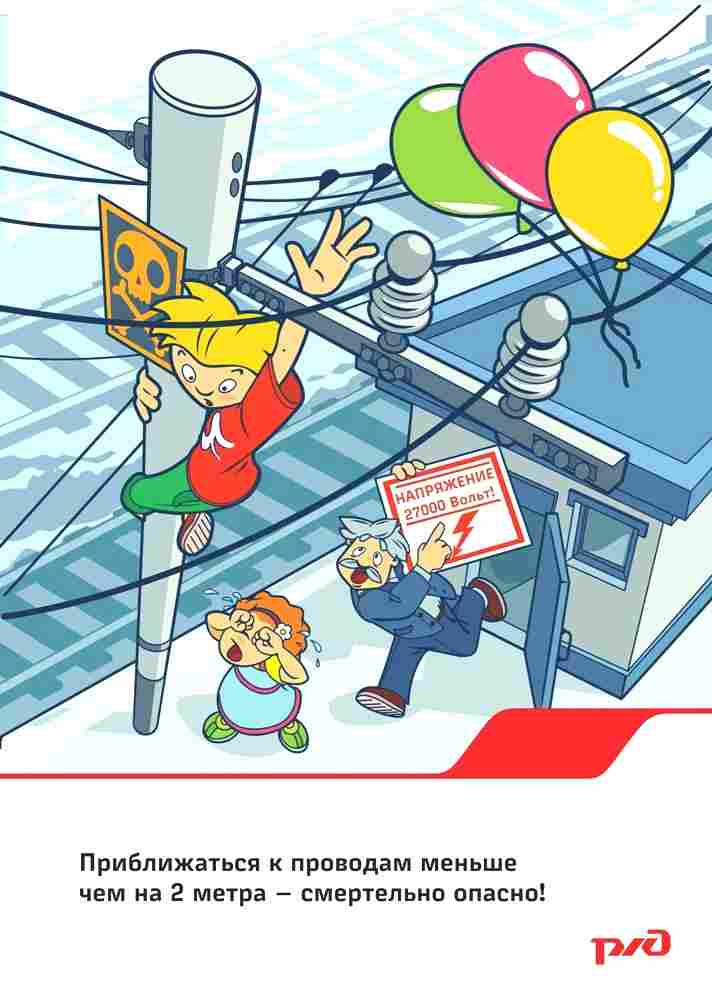 НАПРЯЖЕНИЕ
27000 Вольт!
Приближаться к проводам меньше
чем на 2 метра – смертельно опасно!
ржд